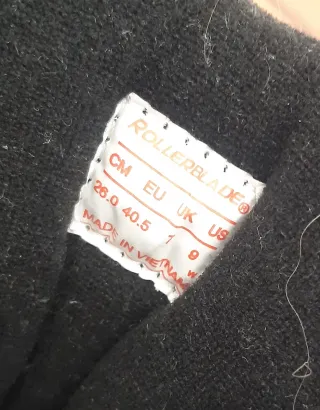 ROLLERBLADE®
CM EU UK US
26.0 40.5 7 9
W
MADE IN VIETNAM